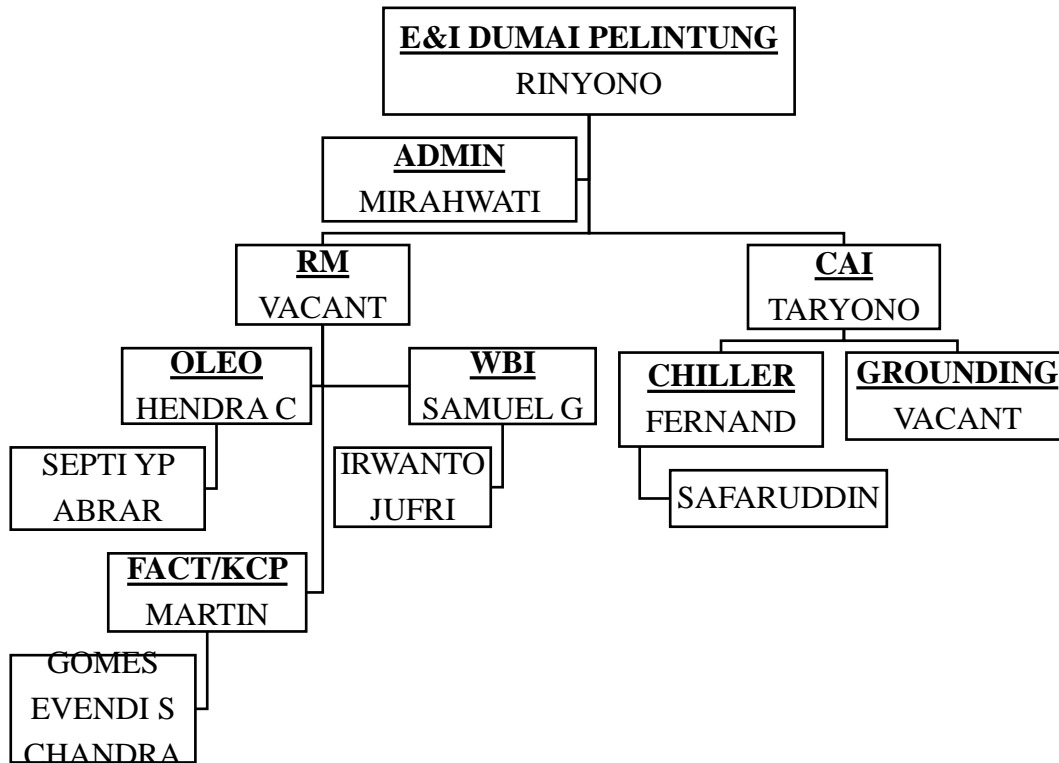 E&I DUMAI PELINTUNG
RINYONO
ADMIN
MIRAHWATI
RM
VACANT
CAI
TARYONO
OLEO
HENDRA C
WBI
SAMUEL G
CHILLER
FERNAND
GROUNDING
VACANT
SEPTI YP
ABRAR
IRWANTO
JUFRI
SAFARUDDIN
FACT/KCP
MARTIN
GOMES
EVENDI S
CHANDRA